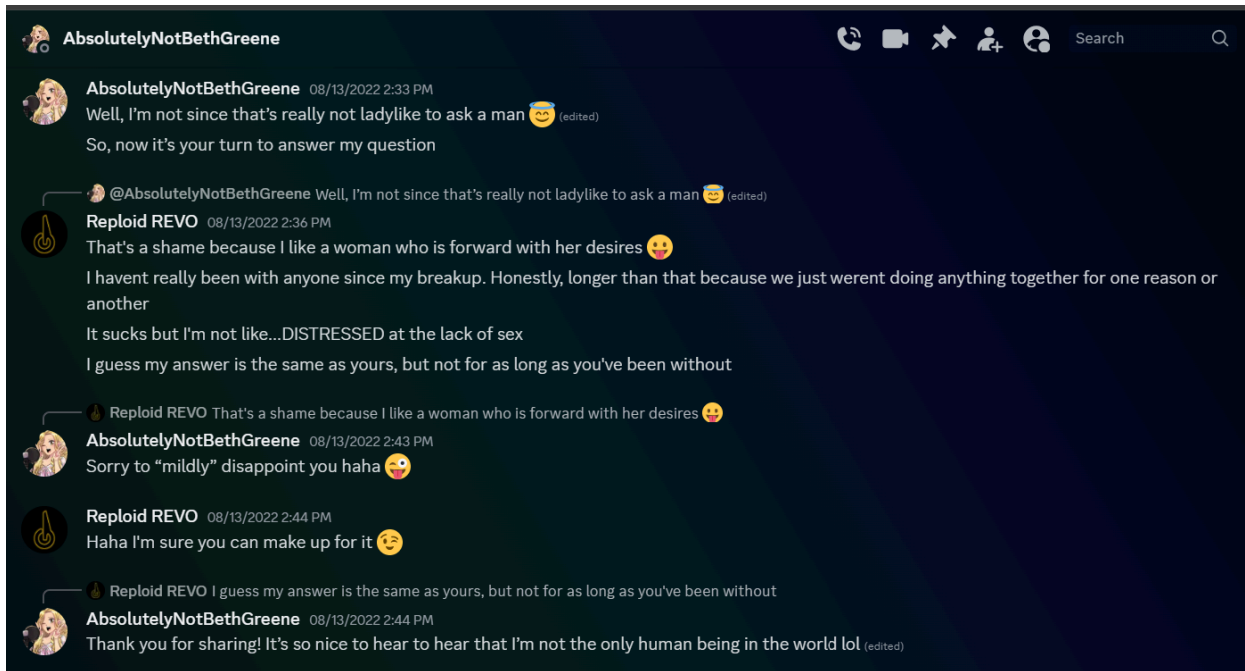 AbsolutelyNotBethGreene
Search
AbsolutelyNotBethGreene 08/13/2022 2:33 PM
Well, I’m not since that’s really not ladylike to ask a man 😇 (edited)
So, now it’s your turn to answer my question
@AbsolutelyNotBethGreene Well, I’m not since that’s really not ladylike to ask a man 😇 (edited)
Reploid REVO 08/13/2022 2:36 PM
That's a shame because I like a woman who is forward with her desires 😛
I havent really been with anyone since my breakup. Honestly, longer than that because we just werent doing anything together for one reason or
another
It sucks but I'm not like...DISTRESSED at the lack of sex
I guess my answer is the same as yours, but not for as long as you've been without
Reploid REVO That's a shame because I like a woman who is forward with her desires 😛
AbsolutelyNotBethGreene 08/13/2022 2:43 PM
Sorry to “mildly” disappoint you haha 😜
Reploid REVO 08/13/2022 2:44 PM
Haha I'm sure you can make up for it 😉
Reploid REVO I guess my answer is the same as yours, but not for as long as you've been without
AbsolutelyNotBethGreene 08/13/2022 2:44 PM
Thank you for sharing! It’s so nice to hear to hear that I’m not the only human being in the world lol (edited)